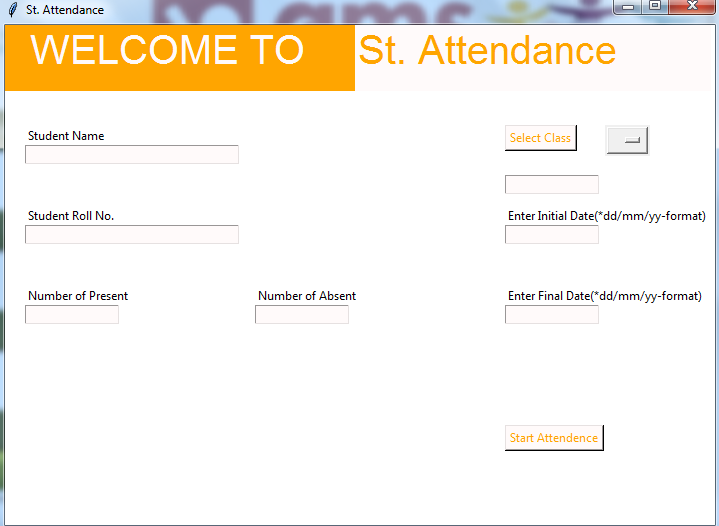 St. Attendance
ams
WELCOME TO St. Attendance
Student Name
Select Class
Student Roll No.
Enter Initial Date(*dd/mm/yy-format)
Number of Present
Number of Absent
Enter Final Date(*dd/mm/yy-format)
Start Attendence